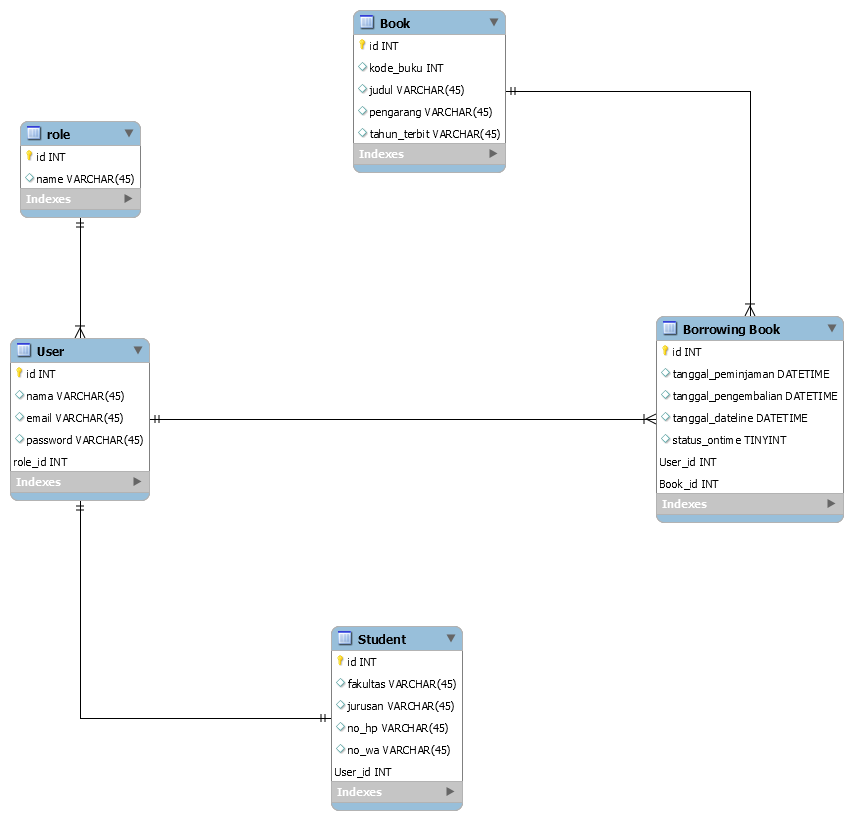 Book
id INT
kode_buku INT
judul VARCHAR(45)
pengarang VARCHAR(45)
tahun_terbit VARCHAR(45)
Indexes
role
id INT
name VARCHAR(45)
Indexes
User
id INT
nama VARCHAR(45)
email VARCHAR(45)
password VARCHAR(45)
role_id INT
Indexes
Borrowing Book
id INT
tanggal_peminjaman DATETIME
tanggal_pengembalian DATETIME
tanggal_dateline DATETIME
status_ontime TINYINT
User_id INT
Book_id INT
Indexes
Student
id INT
fakultas VARCHAR(45)
jurusan VARCHAR(45)
no_hp VARCHAR(45)
no_wa VARCHAR(45)
User_id INT
Indexes